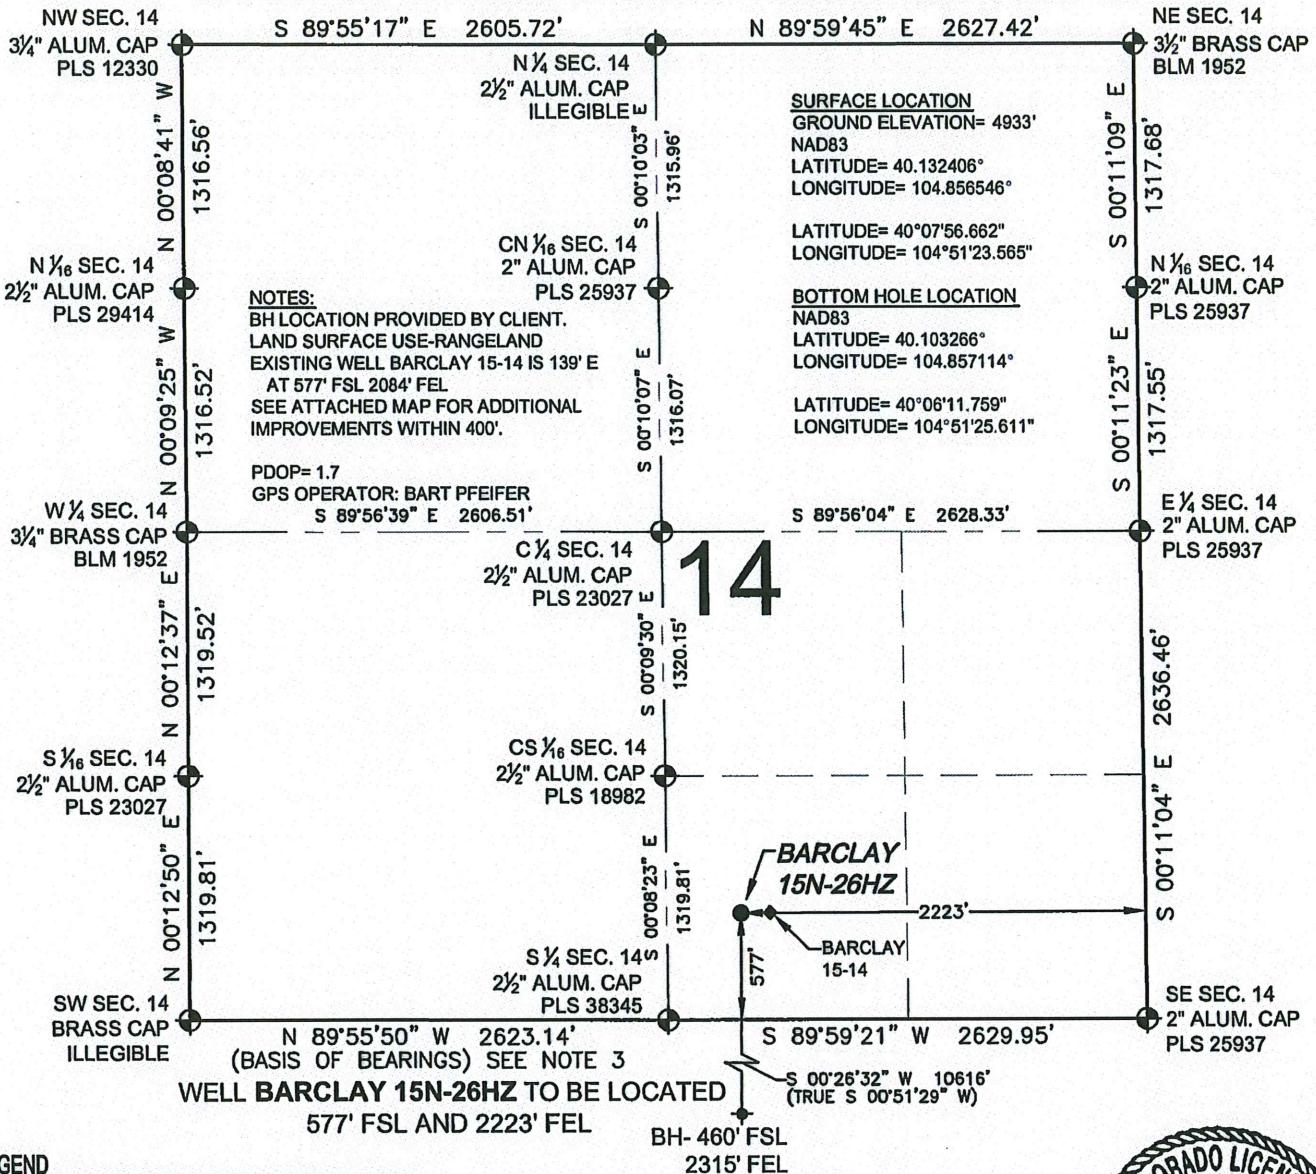 NW SEC. 14
3¼" ALUM. CAP
PLS 12330
S 89°55'17" E 2605.72'
N ¼ SEC. 14
2½" ALUM. CAP
ILLEGIBLE
N 89°59'45" E 2627.42'
NE SEC. 14
3½" BRASS CAP
BLM 1952
N 00°08'41" W
1316.56'
S 00°10'03" E
1315.96'
SURFACE LOCATION
GROUND ELEVATION= 4933'
NAD83
LATITUDE= 40.132406°
LONGITUDE= 104.856546°
LATITUDE= 40°07'56.662"
LONGITUDE= 104°51'23.565"
S 00°11'09" E
1317.68'
N 1⁄16 SEC. 14
2½" ALUM. CAP
PLS 29414
CN 1⁄16 SEC. 14
2" ALUM. CAP
PLS 25937
N 1⁄16 SEC. 14
2" ALUM. CAP
PLS 25937
NOTES:
BH LOCATION PROVIDED BY CLIENT.
LAND SURFACE USE-RANGELAND
EXISTING WELL BARCLAY 15-14 IS 139' E
AT 577' FSL 2084' FEL
SEE ATTACHED MAP FOR ADDITIONAL
IMPROVEMENTS WITHIN 400'.
PDOP= 1.7
GPS OPERATOR: BART PFEIFER
BOTTOM HOLE LOCATION
NAD83
LATITUDE= 40.103266°
LONGITUDE= 104.857114°
LATITUDE= 40°06'11.759"
LONGITUDE= 104°51'25.611"
N 00°09'25" W
1316.52'
S 00°10'07" E
1316.07'
S 00°11'23" E
1317.55'
W ¼ SEC. 14
3¼" BRASS CAP
BLM 1952
S 89°56'39" E 2606.51'
C ¼ SEC. 14
2½" ALUM. CAP
PLS 23027
14
S 89°56'04" E 2628.33'
E ¼ SEC. 14
2" ALUM. CAP
PLS 25937
N 00°12'37" E
1319.52'
S 00°09'30" E
1320.15'
S 00°11'04" E 2636.46'
S 1⁄16 SEC. 14
2½" ALUM. CAP
PLS 23027
CS 1⁄16 SEC. 14
2½" ALUM. CAP
PLS 18982
N 00°12'50" E
1319.81'
S 00°08'23" E
1319.81'
BARCLAY
15N-26HZ
2223'
BARCLAY
15-14
577'
SW SEC. 14
BRASS CAP
ILLEGIBLE
S ¼ SEC. 14
2½" ALUM. CAP
PLS 38345
SE SEC. 14
2" ALUM. CAP
PLS 25937
N 89°55'50" W 2623.14'
(BASIS OF BEARINGS) SEE NOTE 3
S 89°59'21" W 2629.95'
S 00°26'32" W 10616'
(TRUE S 00°51'29" W)
WELL BARCLAY 15N-26HZ TO BE LOCATED
577' FSL AND 2223' FEL
BH- 460' FSL
2315' FEL
GEND
ORADO LICEN